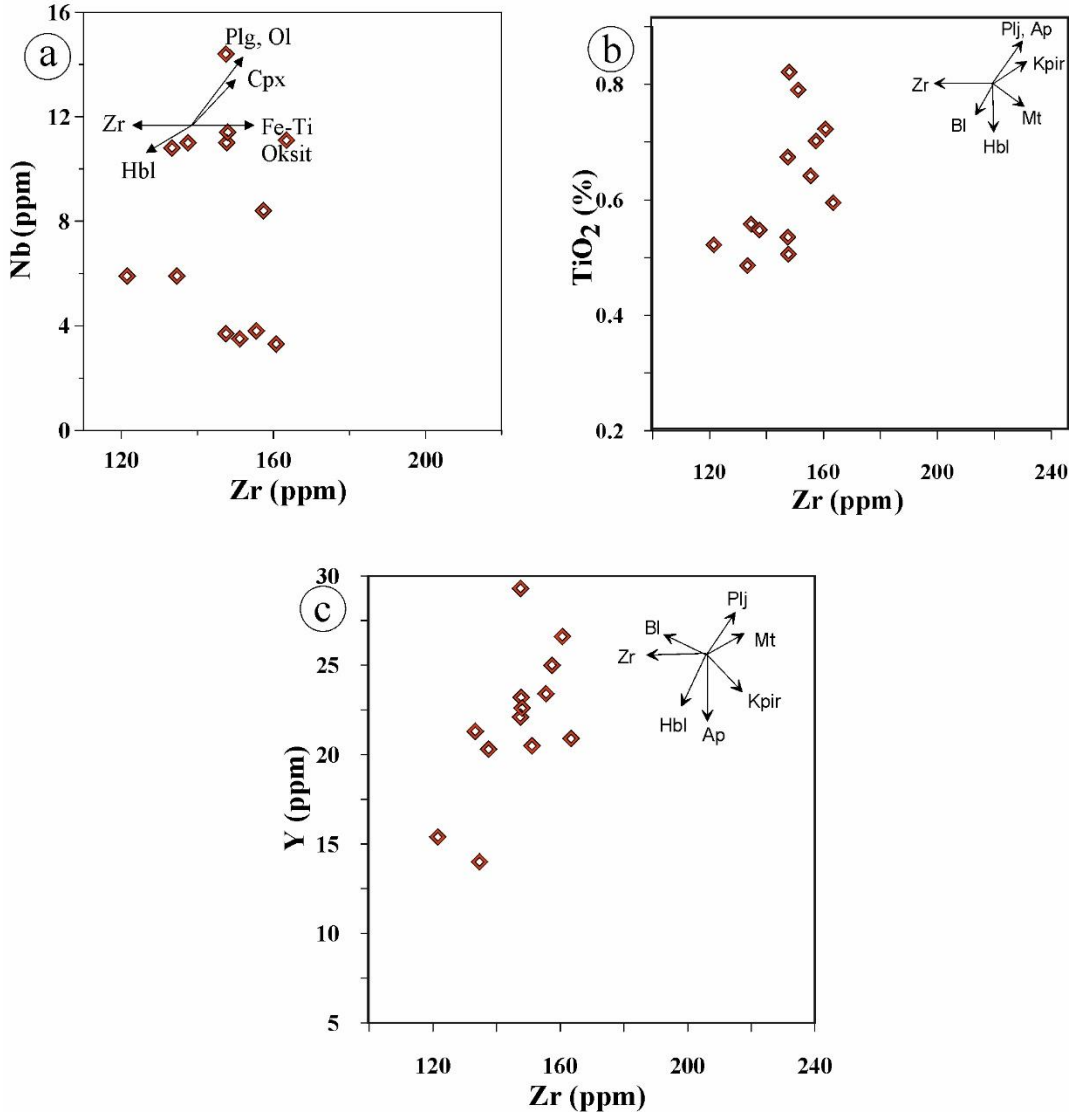 a
16
12
8
4
0
Nb (ppm)
Plg, Ol
Cpx
Zr
Fe-Ti
Oksit
Hbl
120
160
200
Zr (ppm)
b
0.8
0.6
0.4
0.2
TiO2 (%)
Plj, Ap
Kpir
Zr
Mt
Bl
Hbl
120
160
200
240
Zr (ppm)
c
30
25
20
15
10
5
Y (ppm)
Plj
Bl
Mt
Zr
Kpir
Hbl
Ap
120
160
200
240
Zr (ppm)